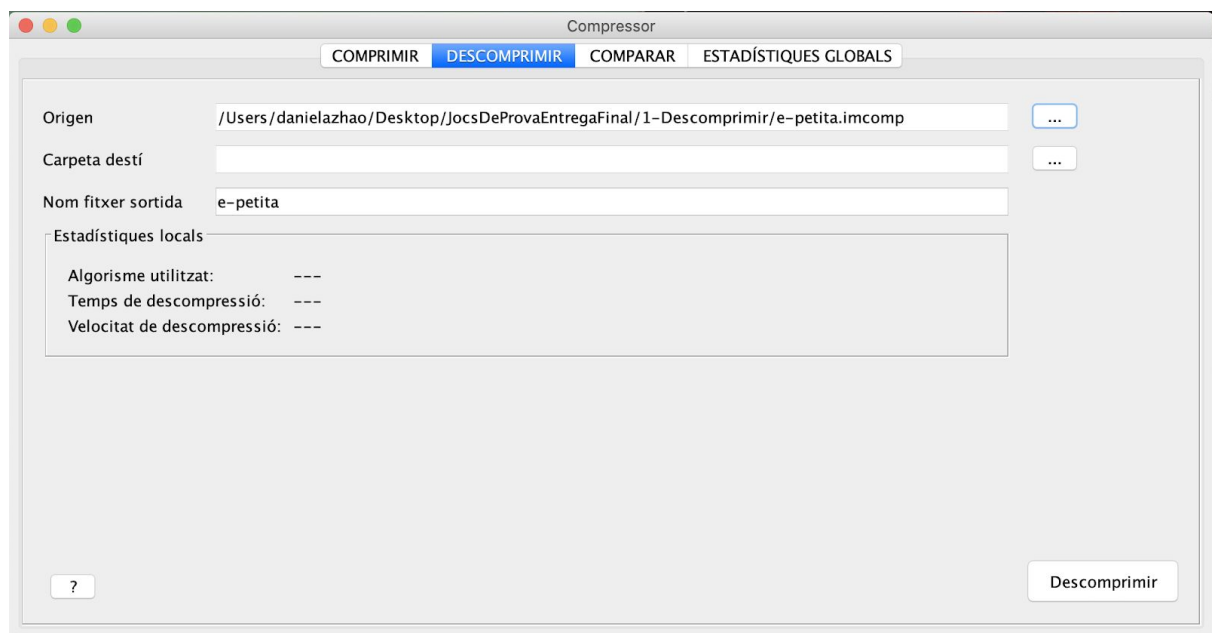 Compressor
COMPRIMIR DESCOMPRIMIR COMPARAR ESTADÍSTIQUES GLOBALS
Origen /Users/danielazhao/Desktop/JocsDeProvaEntregaFinal/1-Descomprimir/e-petita.imcomp ...
Carpeta destí ...
Nom fitxer sortida e-petita
Estadístiques locals
Algorisme utilitzat: ---
Temps de descompressió: ---
Velocitat de descompressió: ---
? Descomprimir